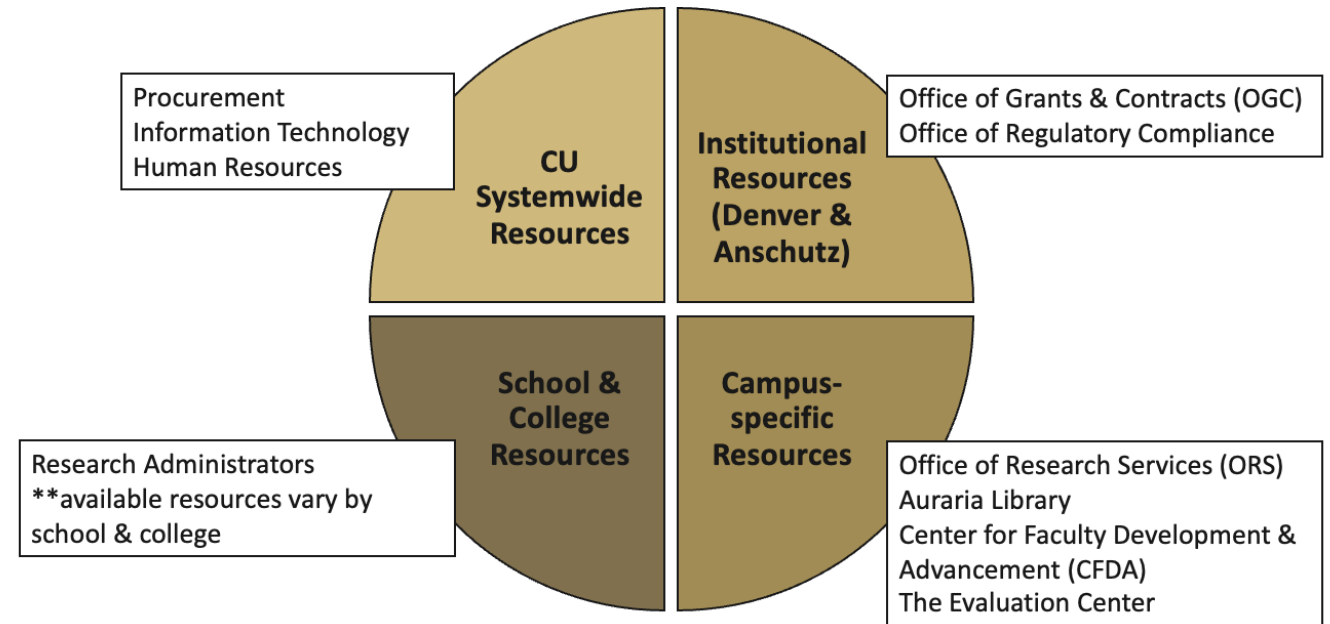 Procurement
Information Technology
Human Resources
CU
Systemwide
Resources
Institutional
Resources
(Denver &
Anschutz)
Office of Grants & Contracts (OGC)
Office of Regulatory Compliance
Research Administrators
**available resources vary by
school & college
School &
College
Resources
Campus-
specific
Resources
Office of Research Services (ORS)
Auraria Library
Center for Faculty Development &
Advancement (CFDA)
The Evaluation Center